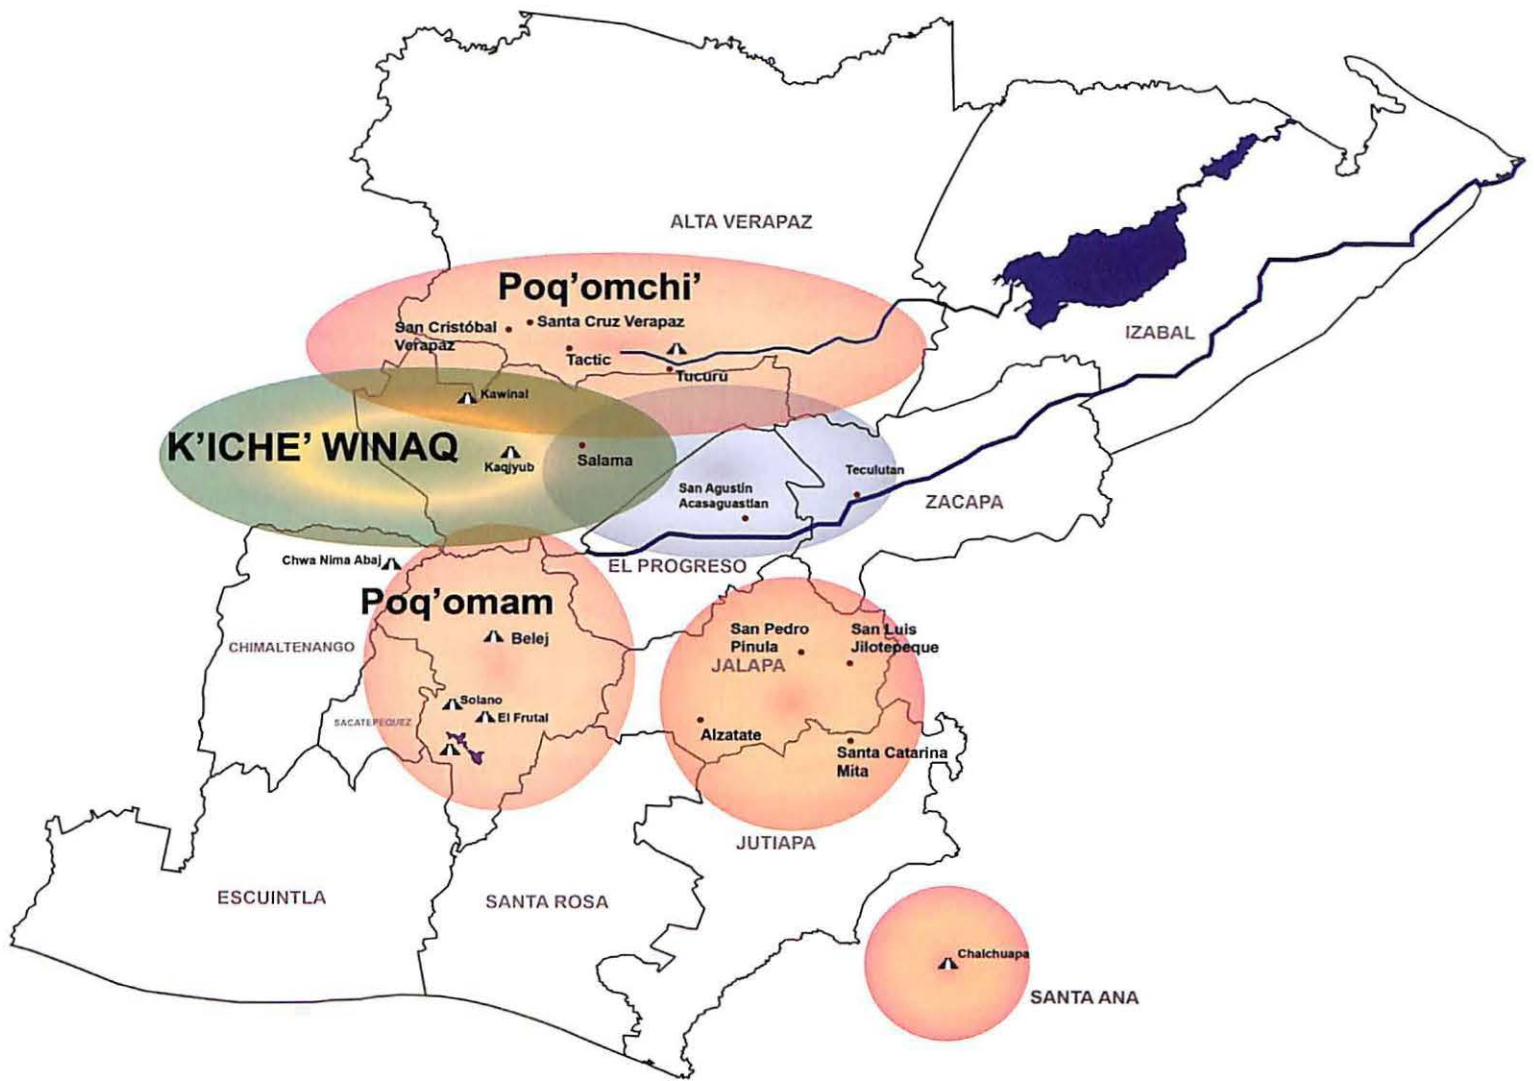 ALTA VERAPAZ
Poq’omchi’
San Cristóbal
Verapaz
Santa Cruz Verapaz
Tactic
Tucuru
IZABAL
Kawinal
K’ICHE’ WINAQ
Kaqjyub
Salama
Teculutan
San Agustin
Acasaguastlan
ZACAPA
Chwa Nima Abaj
EL PROGRESO
Poq’omam
Belej
San Pedro
Pinula
San Luis
Jilotepeque
CHIMALTENANGO
JALAPA
Solano
El Frutal
SACATEPEQUEZ
Alzatate
Santa Catarina
Mita
JUTIAPA
ESCUINTLA
SANTA ROSA
Chalchuapa
SANTA ANA